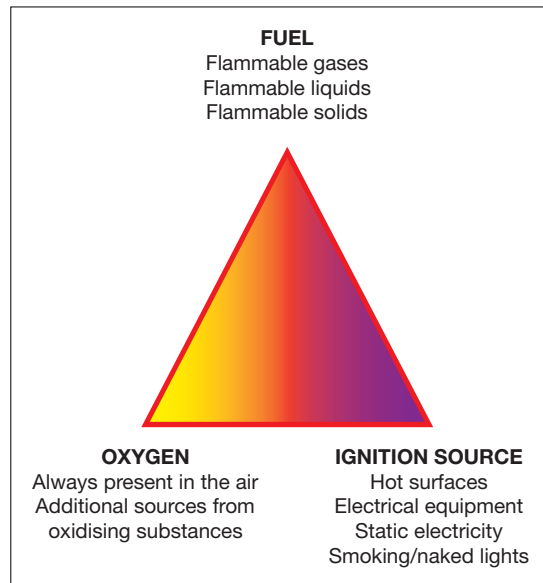 FUEL
Flammable gases
Flammable liquids
Flammable solids
OXYGEN
Always present in the air
Additional sources from
oxidising substances
IGNITION SOURCE
Hot surfaces
Electrical equipment
Static electricity
Smoking/naked lights